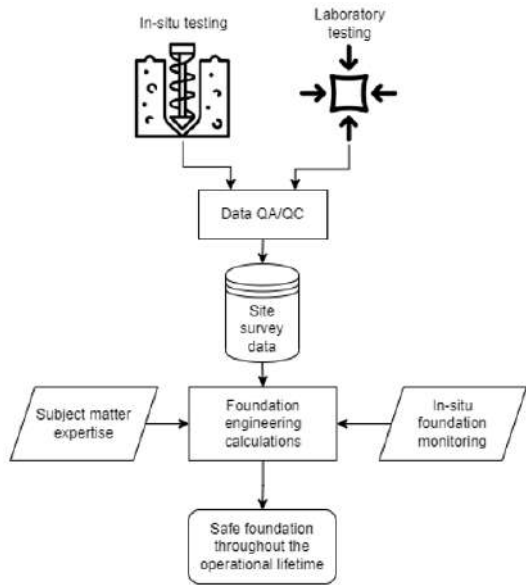 In-situ testing
Laboratory
testing
Data QA/QC
Site
survey
data
Subject matter
expertise
Foundation
engineering
calculations
In-situ
foundation
monitoring
Safe foundation
throughout the
operational lifetime